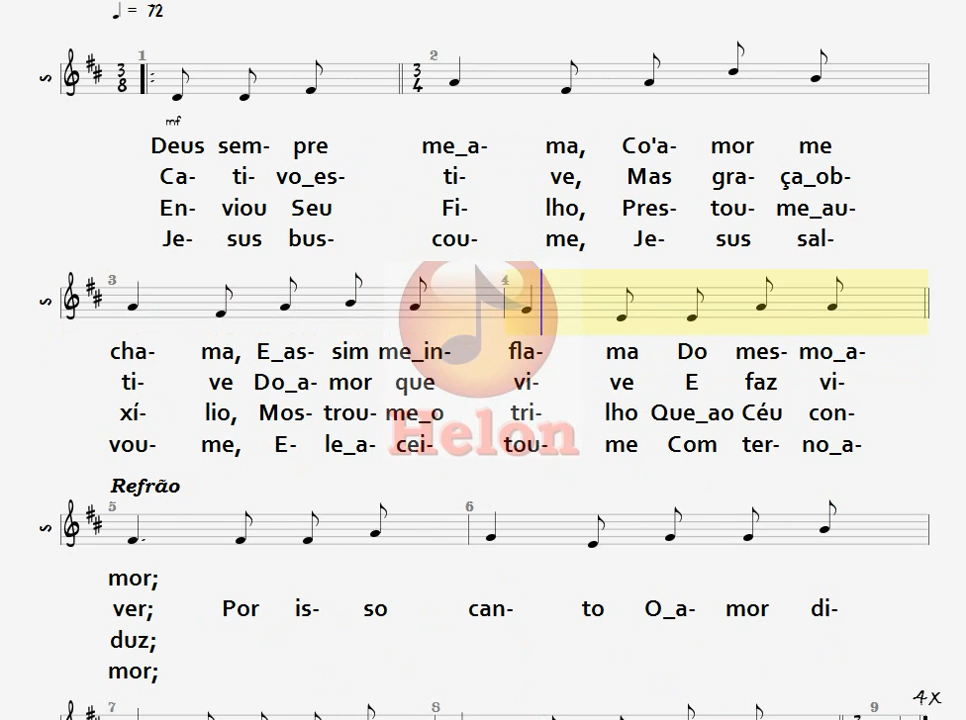 ♩ = 72
S 3/8 1 2 3/4
mf
Deus sem- pre me_a- ma, Co'a- mor me
Ca- ti- vo_es- ti- ve, Mas gra- ça_ob-
En- viou Seu Fi- lho, Pres- tou- me_au-
Je- sus bus- cou- me, Je- sus sal-
S 3 4
cha- ma, E_as- sim me_in- fla- ma Do mes- mo_a-
ti- ve Do_a- mor que vi- ve E faz vi-
xí- lio, Mos- trou- me_o tri- lho Que_ao Céu con-
vou- me, E- le_a- cei- tou- me Com ter- no_a-
Helon
Refrão
S 5 6
mor;
ver; Por is- so can- to O_a- mor di-
duz;
mor;
4X
7 8 9